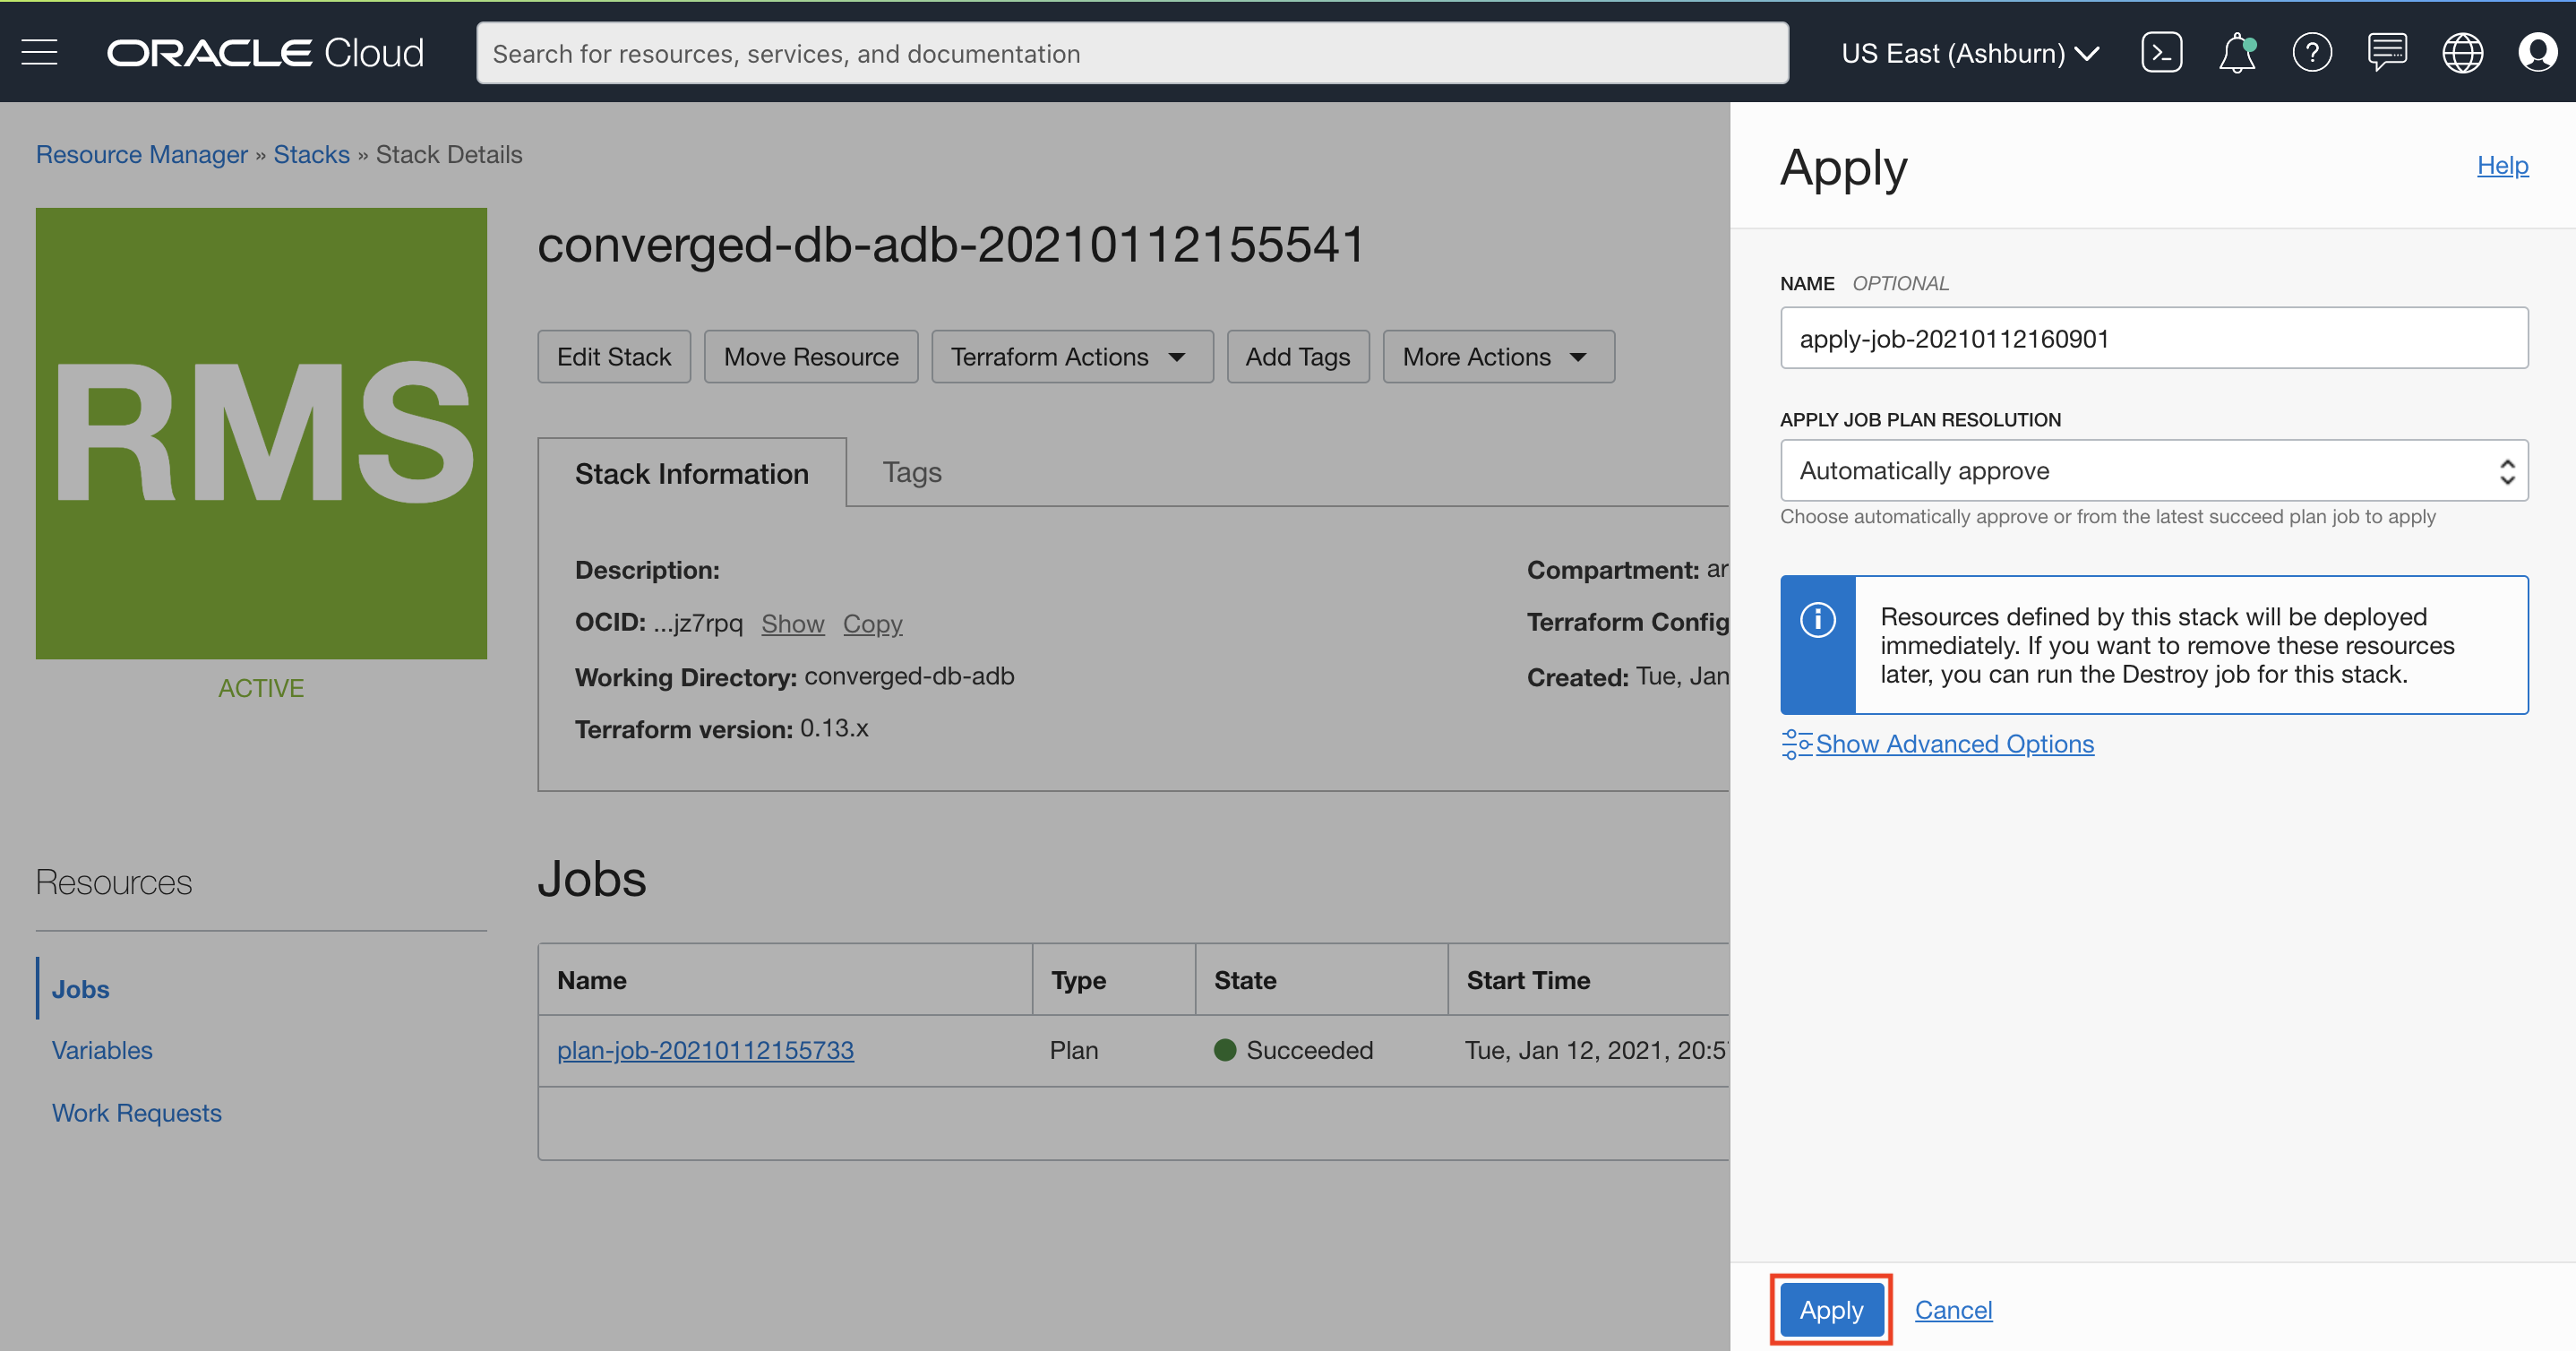 ORACLE Cloud
Search for resources, services, and documentation
US East (Ashburn)
Resource Manager » Stacks » Stack Details
RMS
ACTIVE
converged-db-adb-20210112155541
Edit Stack
Move Resource
Terraform Actions
Add Tags
More Actions
Stack Information
Tags
Description:
OCID: ...jz7rpq Show Copy
Working Directory: converged-db-adb
Terraform version: 0.13.x
Compartment: ar
Terraform Config
Created: Tue, Jan
Resources
Jobs
Variables
Work Requests
Jobs
Name Type State Start Time
plan-job-20210112155733 Plan Succeeded Tue, Jan 12, 2021, 20:5
Apply
Help
NAME OPTIONAL
apply-job-20210112160901
APPLY JOB PLAN RESOLUTION
Automatically approve
Choose automatically approve or from the latest succeed plan job to apply
Resources defined by this stack will be deployed
immediately. If you want to remove these resources
later, you can run the Destroy job for this stack.
Show Advanced Options
Apply
Cancel